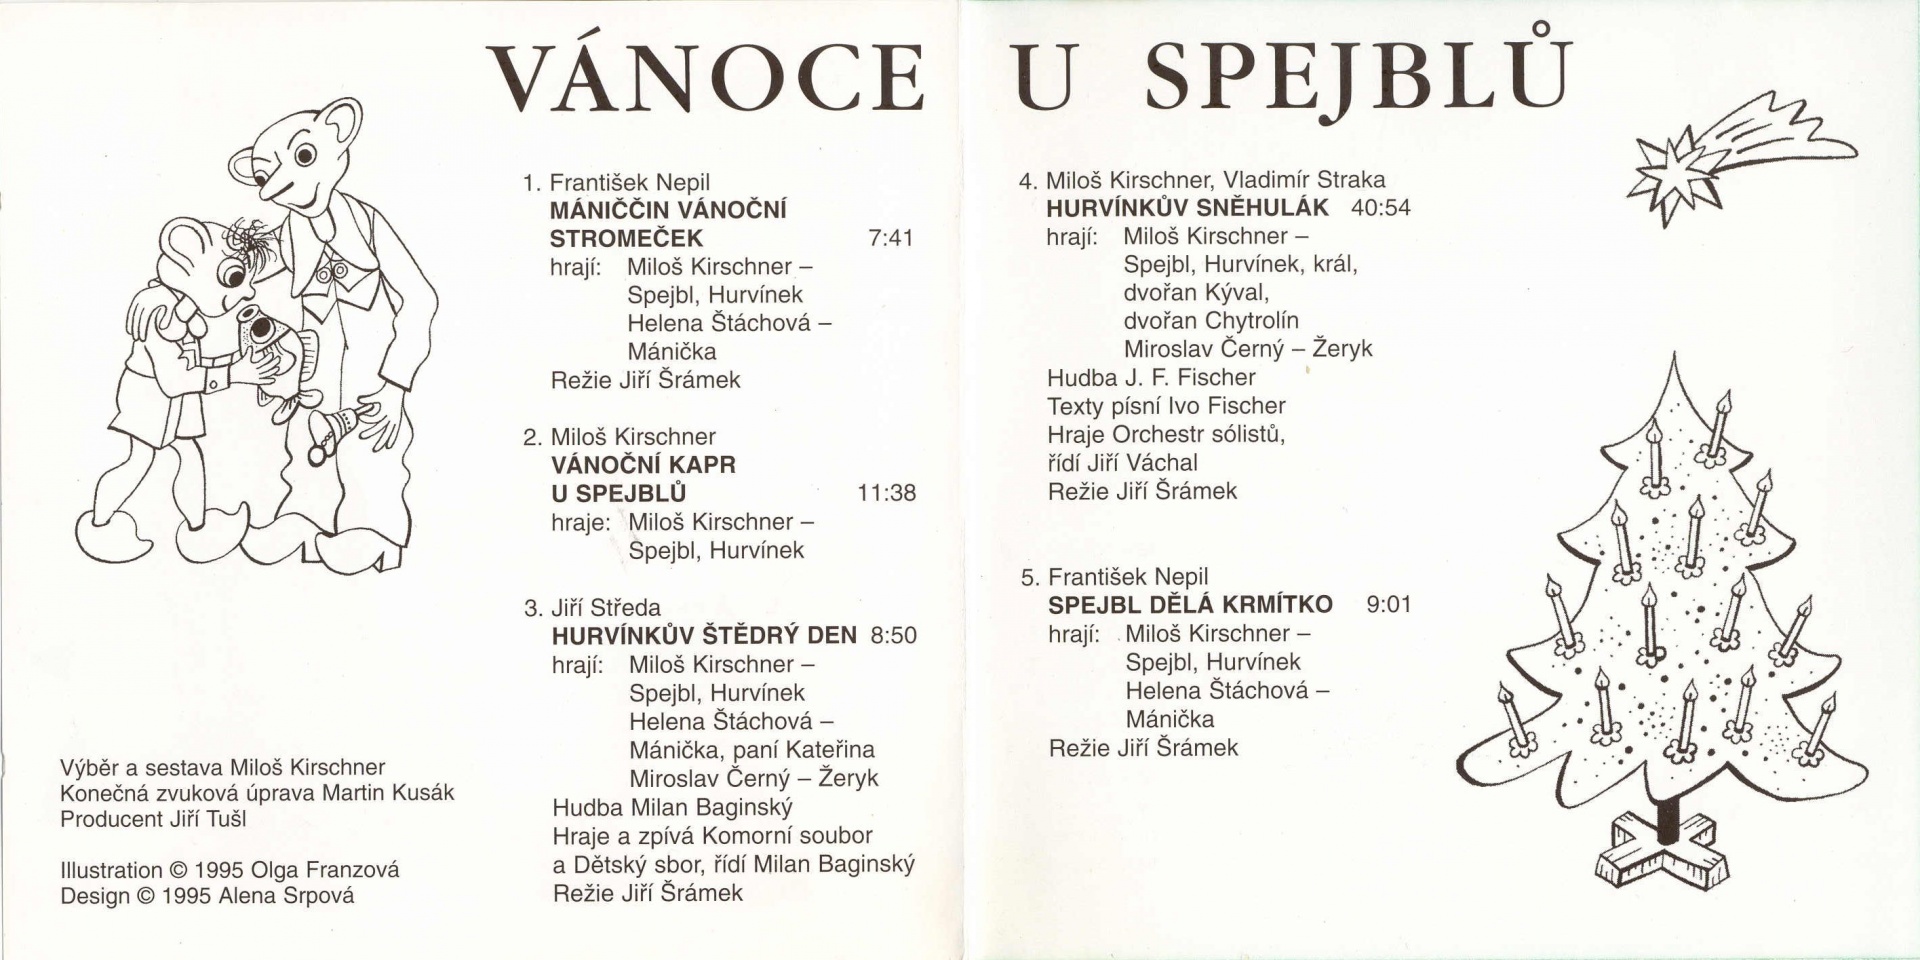 VÁNOCE U SPEJBLŮ
1. František Nepil
MÁNIČČIN VÁNOČNÍ
STROMEČEK 7:41
hrají: Miloš Kirschner –
Spejbl, Hurvínek
Helena Štáchová –
Mánička
Režie Jiří Šrámek
2. Miloš Kirschner
VÁNOČNÍ KAPR
U SPEJBLŮ 11:38
hraje: Miloš Kirschner –
Spejbl, Hurvínek
3. Jiří Středa
HURVÍNKŮV ŠTĚDRÝ DEN 8:50
hrají: Miloš Kirschner –
Spejbl, Hurvínek
Helena Štáchová –
Mánička, paní Kateřina
Miroslav Černý – Žeryk
Hudba Milan Baginský
Hraje a zpívá Komorní soubor
a Dětský sbor, řídí Milan Baginský
Režie Jiří Šrámek
Výběr a sestava Miloš Kirschner
Konečná zvuková úprava Martin Kusák
Producent Jiří Tušl
Illustration © 1995 Olga Franzová
Design © 1995 Alena Srpová
4. Miloš Kirschner, Vladimír Straka
HURVÍNKŮV SNĚHULÁK 40:54
hrají: Miloš Kirschner –
Spejbl, Hurvínek, král,
dvořan Kýval,
dvořan Chytrolín
Miroslav Černý – Žeryk
Hudba J. F. Fischer
Texty písní Ivo Fischer
Hraje Orchestr sólistů,
řídí Jiří Váchal
Režie Jiří Šrámek
5. František Nepil
SPEJBL DĚLÁ KRMÍTKO 9:01
hrají: Miloš Kirschner –
Spejbl, Hurvínek
Helena Štáchová –
Mánička
Režie Jiří Šrámek